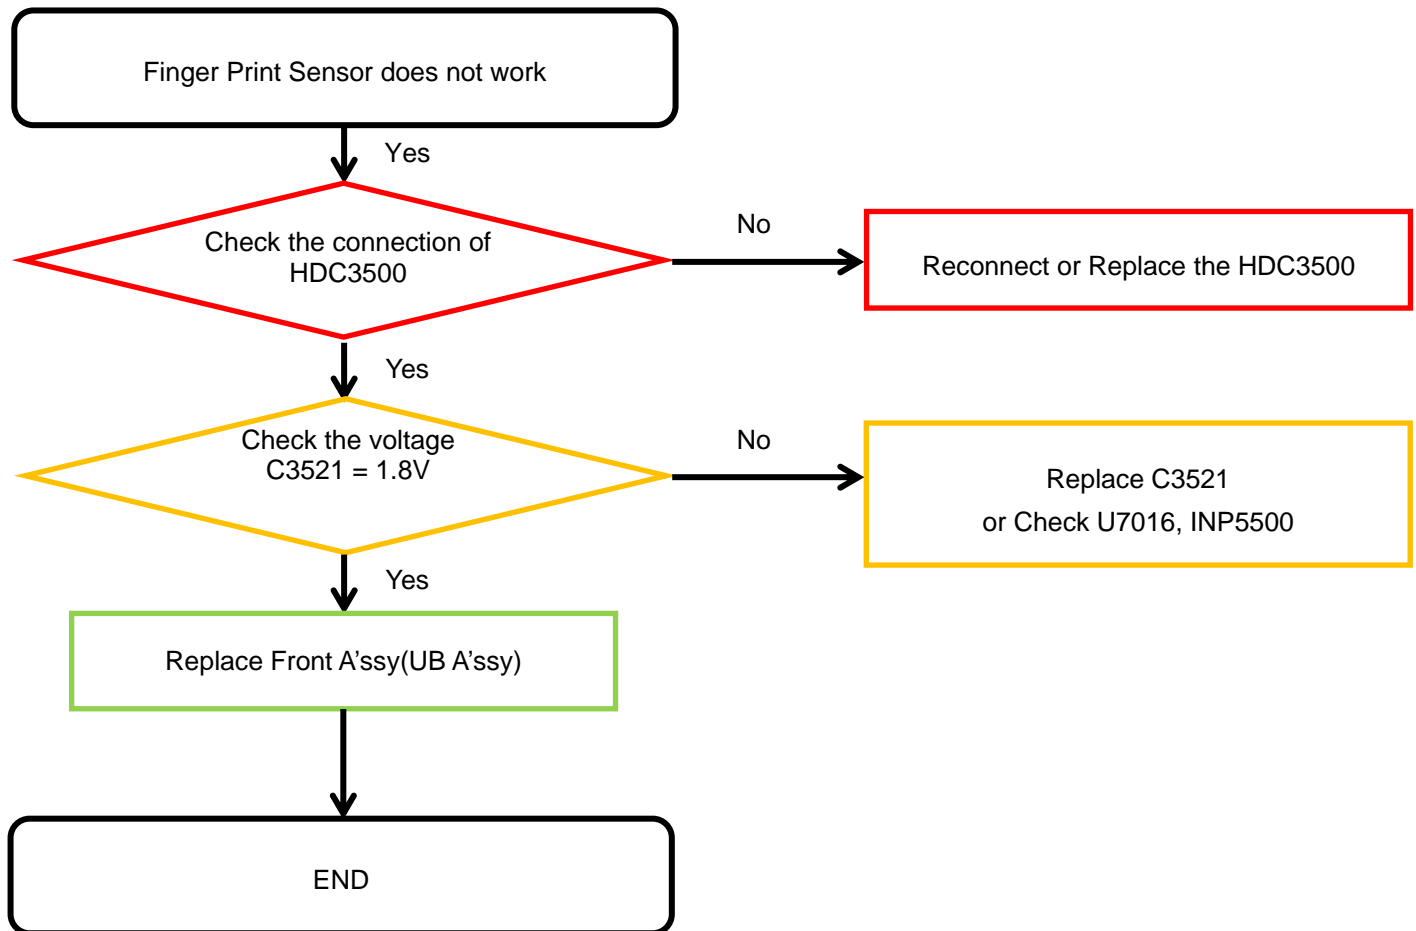 Finger Print Sensor does not work
Yes
Check the connection of
HDC3500
No
Reconnect or Replace the HDC3500
Yes
Check the voltage
C3521 = 1.8V
No
Replace C3521
or Check U7016, INP5500
Yes
Replace Front A’ssy(UB A’ssy)
END